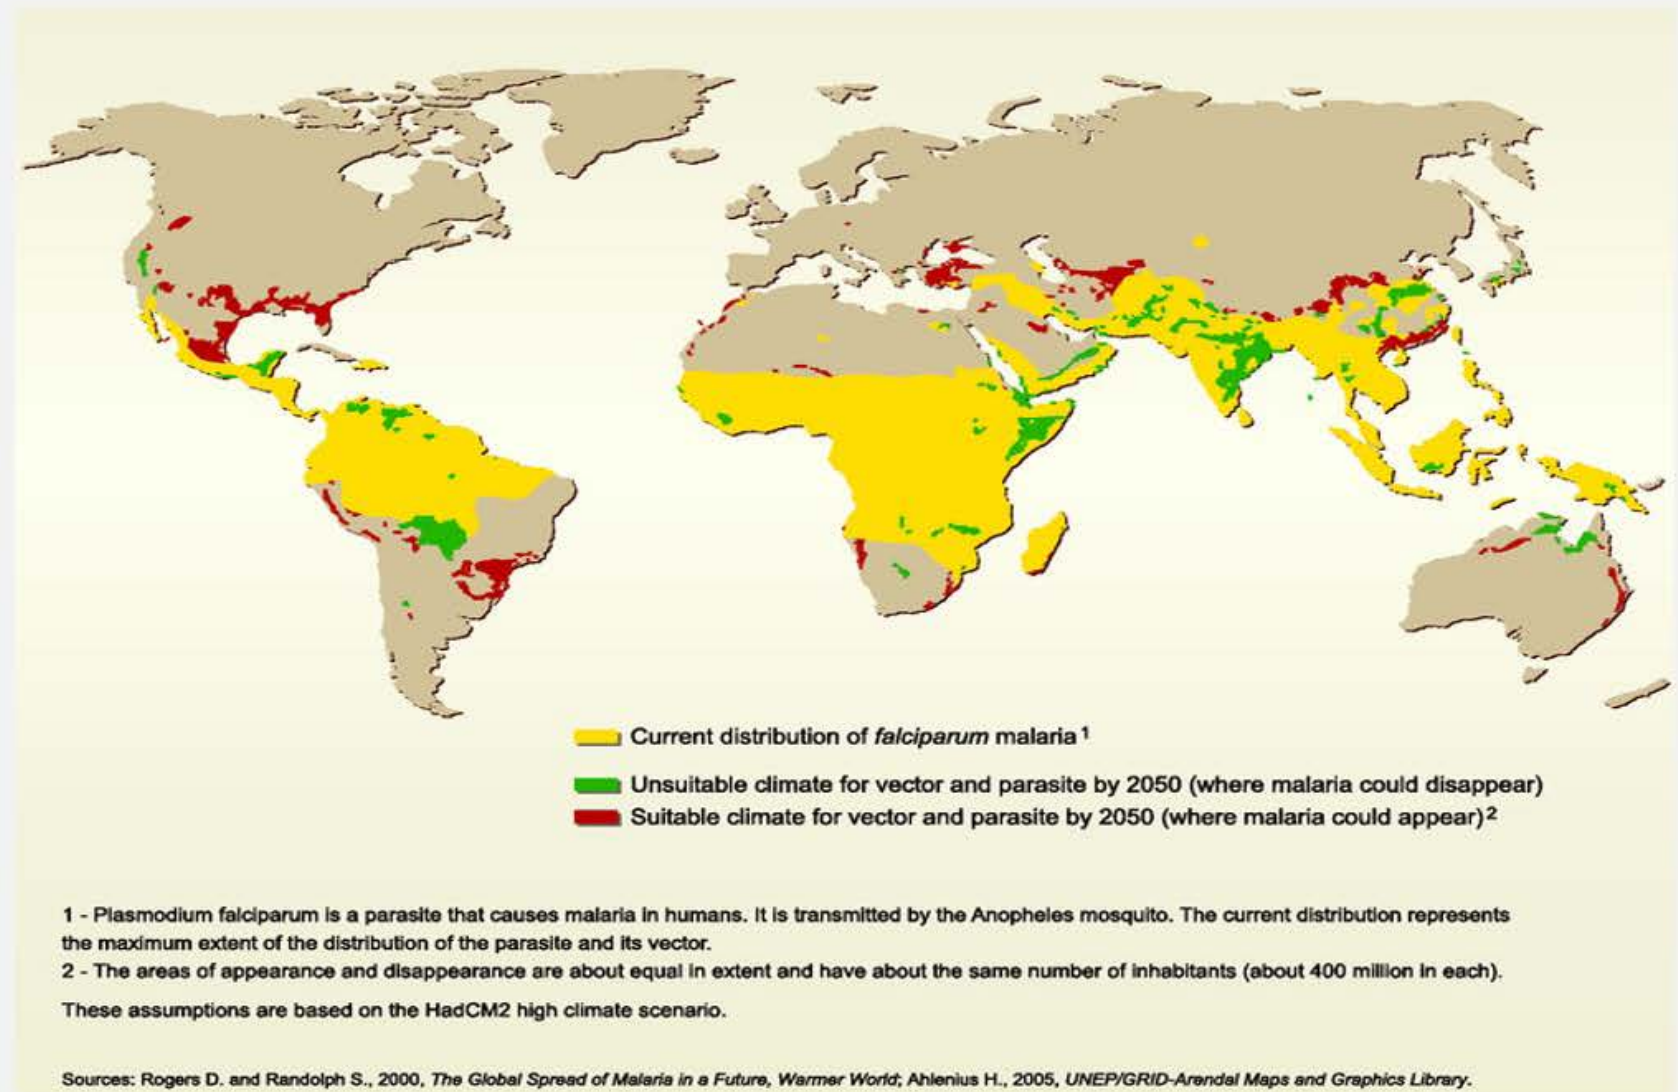 Current distribution of falciparum malaria 1
Unsuitable climate for vector and parasite by 2050 (where malaria could disappear)
Suitable climate for vector and parasite by 2050 (where malaria could appear) 2
1 - Plasmodium falciparum is a parasite that causes malaria in humans. It is transmitted by the Anopheles mosquito. The current distribution represents
the maximum extent of the distribution of the parasite and its vector.
2 - The areas of appearance and disappearance are about equal in extent and have about the same number of inhabitants (about 400 million in each).
These assumptions are based on the HadCM2 high climate scenario.
Sources: Rogers D. and Randolph S., 2000, The Global Spread of Malaria in a Future, Warmer World; Ahlenius H., 2005, UNEP/GRID-Arendal Maps and Graphics Library.